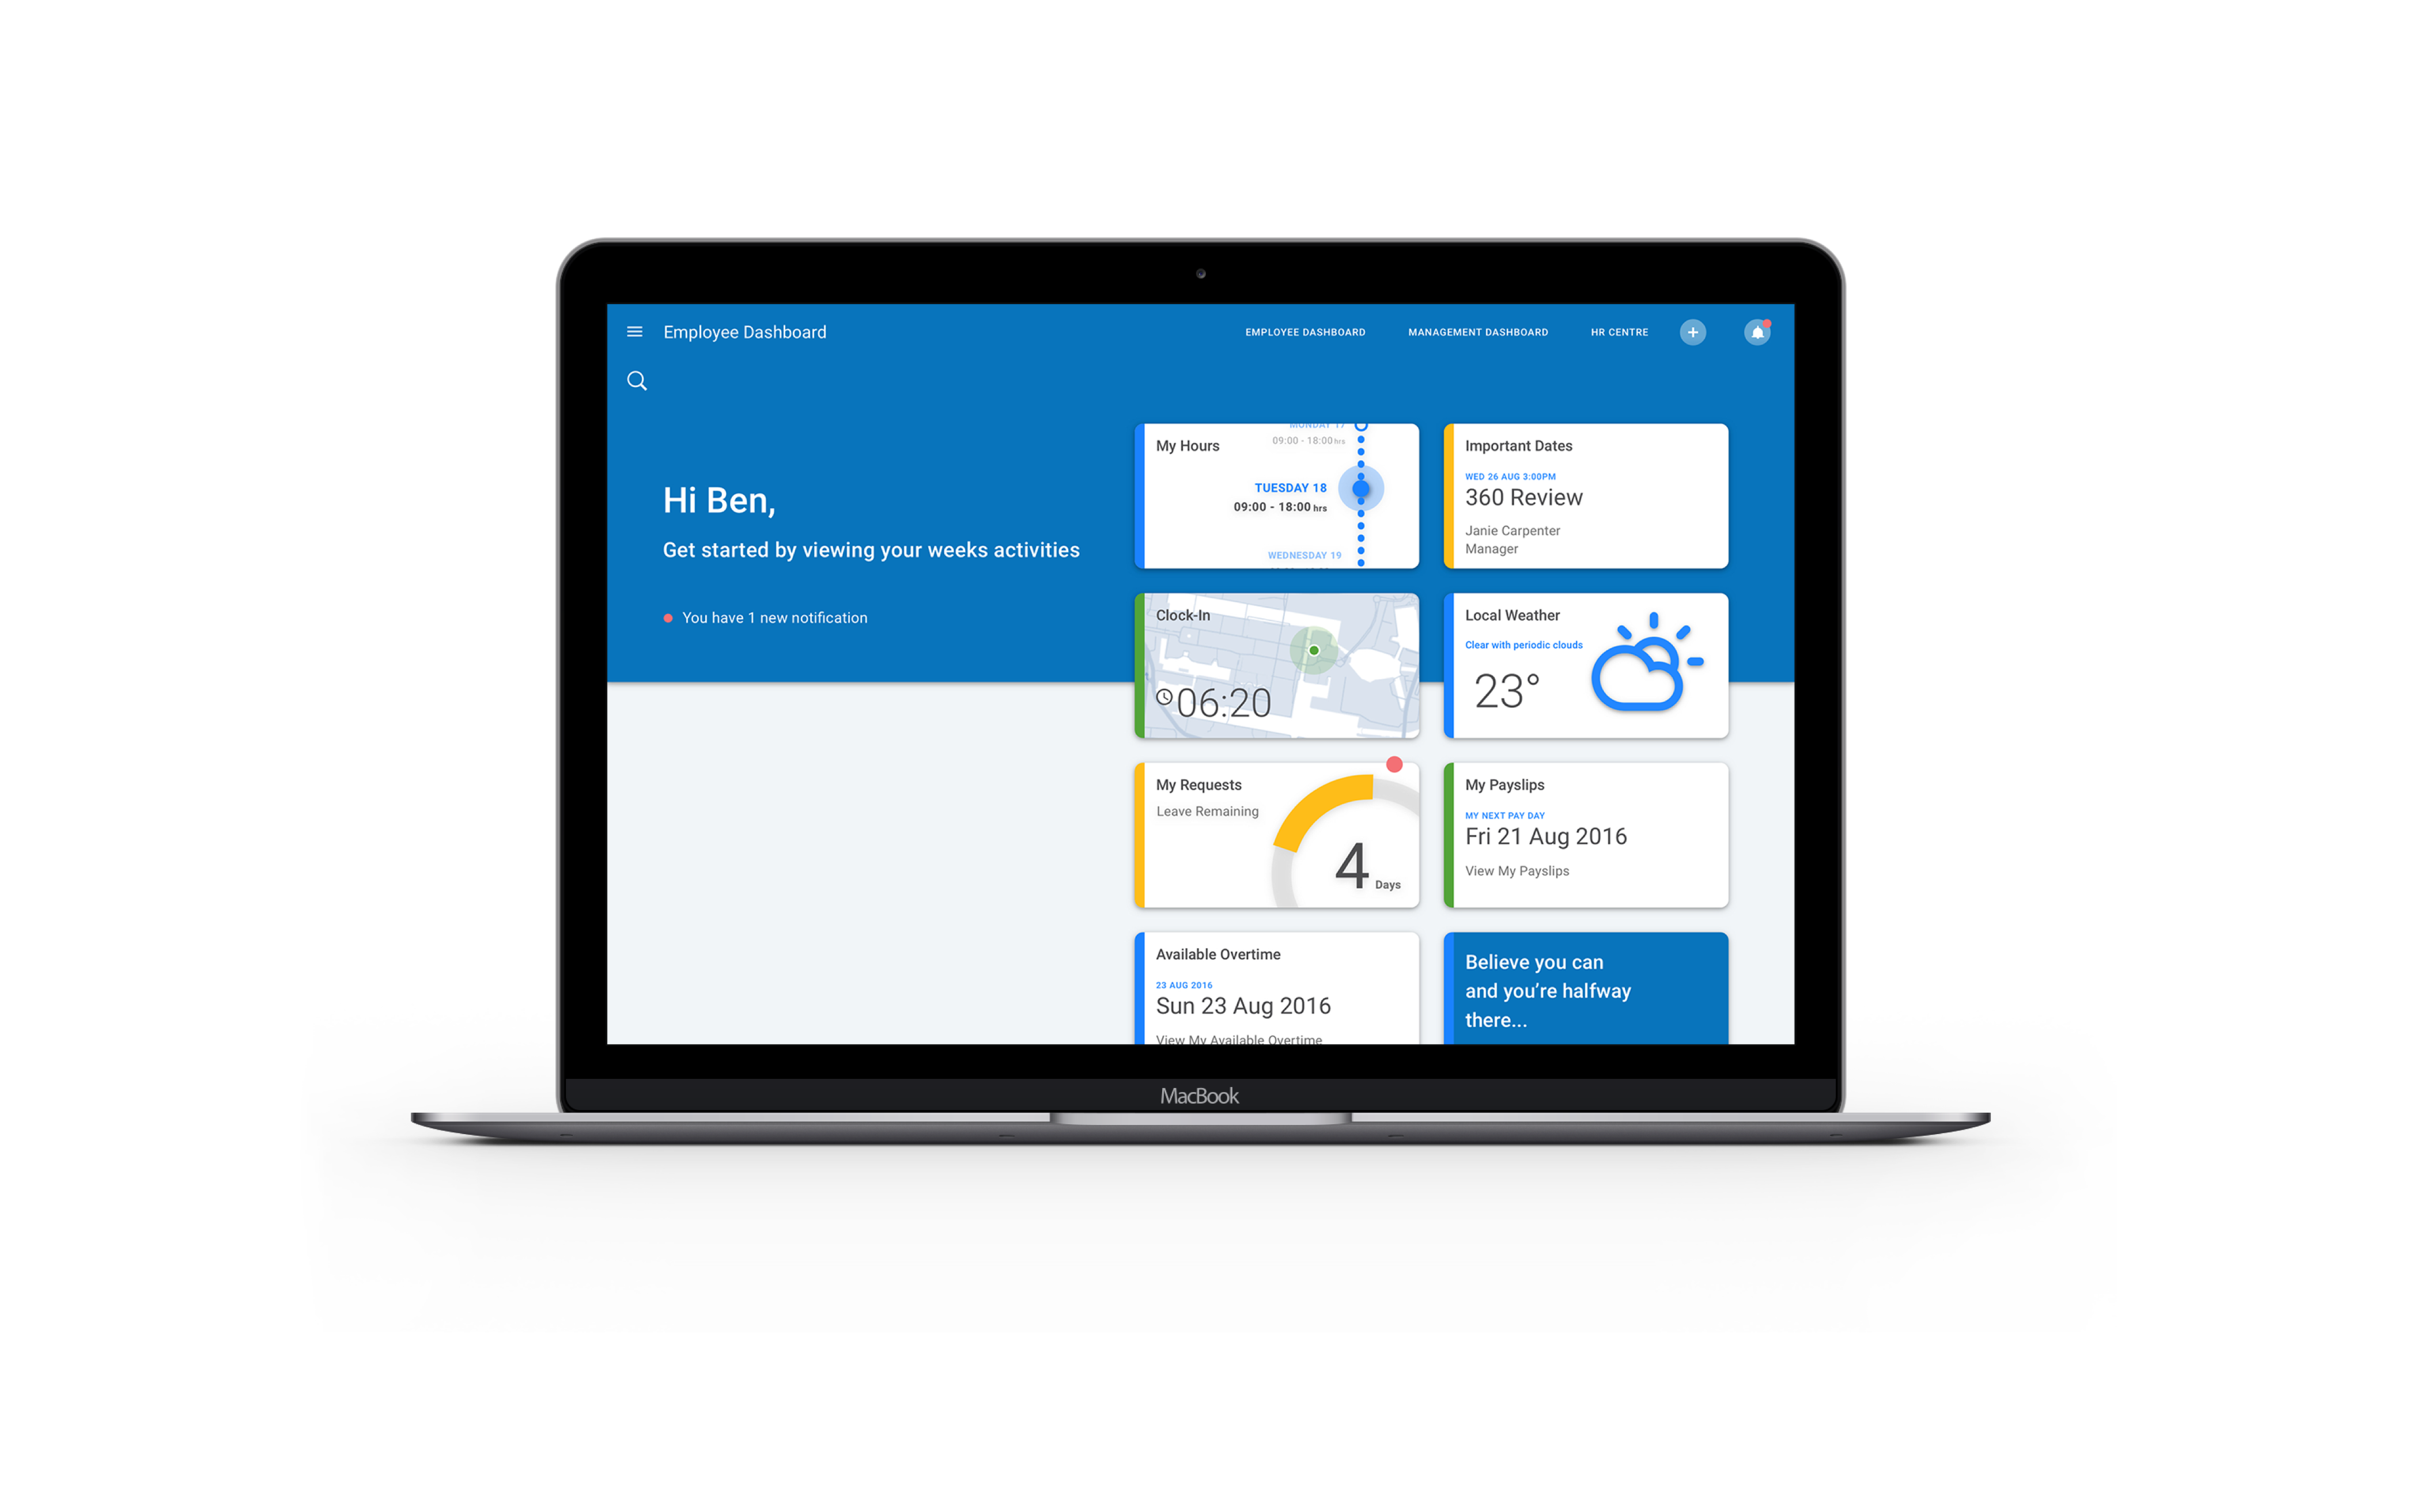 Employee Dashboard
EMPLOYEE DASHBOARD
MANAGEMENT DASHBOARD
HR CENTRE
Hi Ben,
Get started by viewing your weeks activities
You have 1 new notification
My Hours
MONDAY 17
09:00 - 18:00 hrs
TUESDAY 18
09:00 - 18:00 hrs
WEDNESDAY 19
Important Dates
WED 26 AUG 3:00PM
360 Review
Janie Carpenter
Manager
Clock-In
06:20
Local Weather
Clear with periodic clouds
23°
My Requests
Leave Remaining
4 Days
My Payslips
MY NEXT PAY DAY
Fri 21 Aug 2016
View My Payslips
Available Overtime
23 AUG 2016
Sun 23 Aug 2016
View My Available Overtime
Believe you can
and you're halfway
there...
MacBook